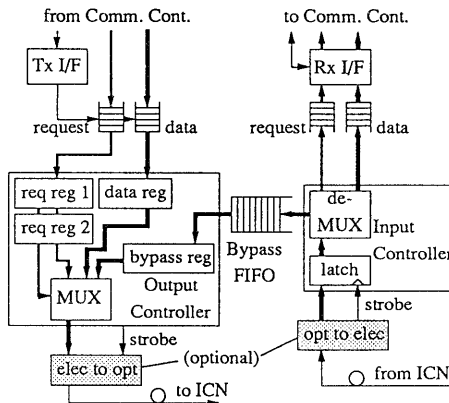 from Comm. Cont.
to Comm. Cont.
Tx I/F
Rx I/F
request
data
request
data
req reg 1
data reg
req reg 2
bypass reg
MUX
Output
Controller
Bypass
FIFO
de-
MUX
Input
Controller
latch
strobe
strobe
elec to opt
(optional)
opt to elec
to ICN
from ICN